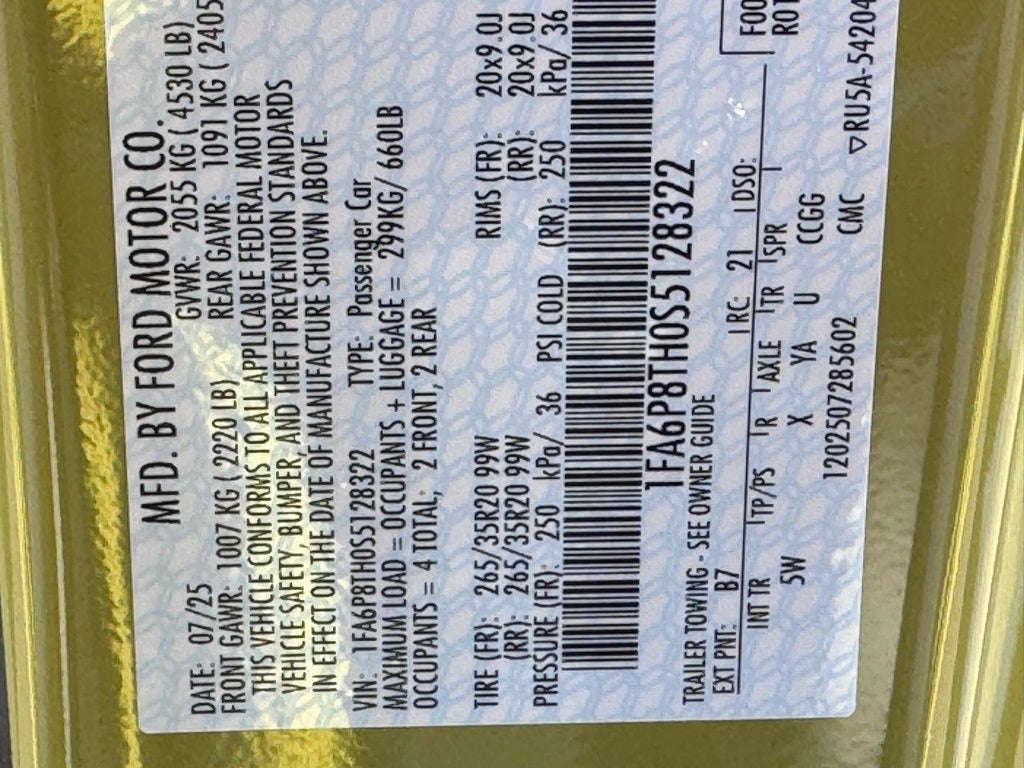 MFD. BY FORD MOTOR CO.
DATE: 07/25 GVWR: 2055 KG ( 4530 LB)
FRONT GAWR: 1007 KG ( 2220 LB) REAR GAWR: 1091 KG ( 2405
THIS VEHICLE CONFORMS TO ALL APPLICABLE FEDERAL MOTOR
VEHICLE SAFETY, BUMPER, AND THEFT PREVENTION STANDARDS
IN EFFECT ON THE DATE OF MANUFACTURE SHOWN ABOVE.
VIN: 1FA6P8TH0S5128322 TYPE: Passenger Car
MAXIMUM LOAD = OCCUPANTS + LUGGAGE = 299KG/ 660LB
OCCUPANTS = 4 TOTAL, 2 FRONT, 2 REAR
TIRE (FR): 265/35R20 99W RIMS (FR): 20x9.0J
(RR): 265/35R20 99W (RR): 20x9.0J
PRESSURE (FR): 250 kPa/ 36 PSI COLD (RR): 250 kPa/ 36
1FA6P8TH0S5128322
TRAILER TOWING - SEE OWNER GUIDE
EXT PNT: B7 RC: 21 DSO:
INT TR TP/PS R AXLE TR SPR
5W X YA U CCGG
120250728560​2 CMC ▽RU5A-54204
F00
R01